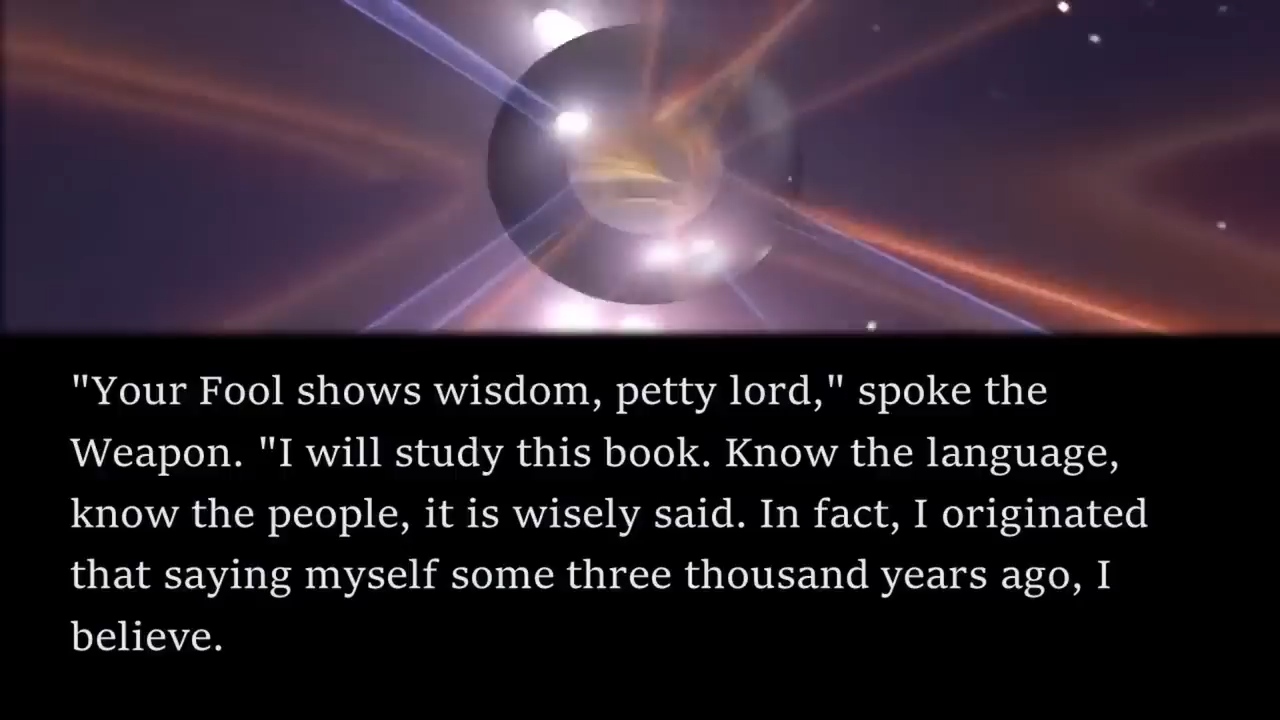 "Your Fool shows wisdom, petty lord," spoke the
Weapon. "I will study this book. Know the language,
know the people, it is wisely said. In fact, I originated
that saying myself some three thousand years ago, I
believe.